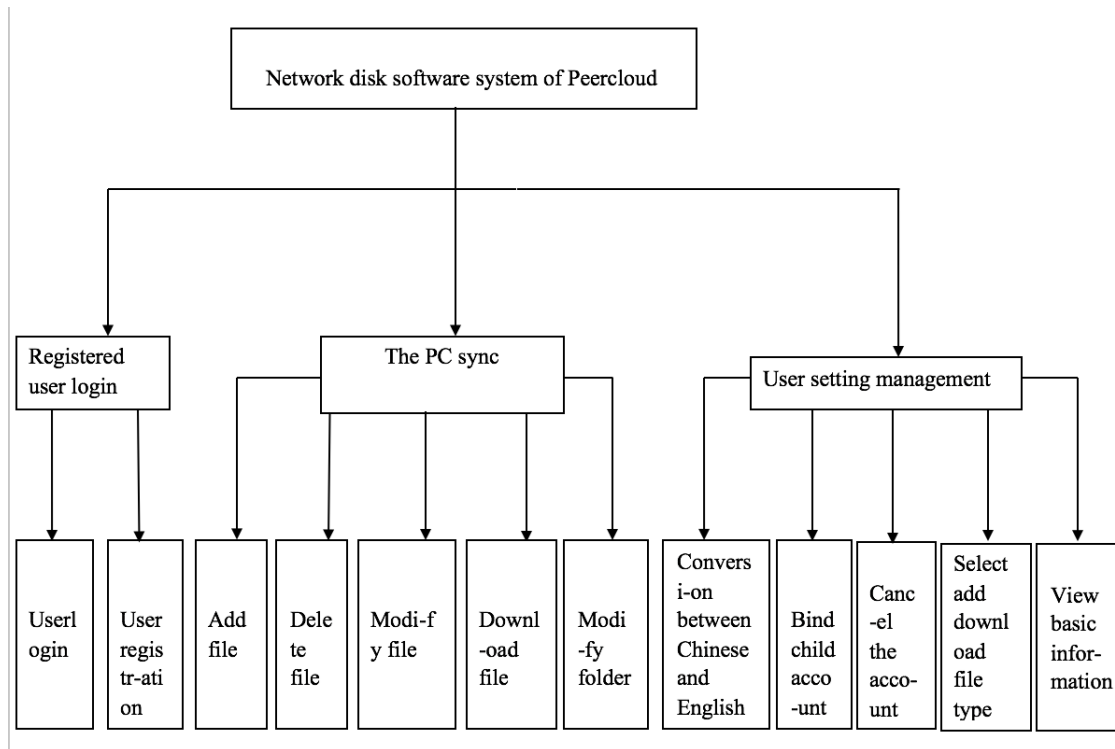 Network disk software system of Peercloud
Registered
user login
The PC sync
User setting management
Userl
ogin
User
regis
tr-ati
on
Add
file
Dele
te
file
Modi-f
y file
Downl
-oad
file
Modi
-fy
folder
Convers
i-on
between
Chinese
and
English
Bind
child
acco
-unt
Canc
-el
the
acco-
unt
Select
add
downl
oad
file
type
View
basic
infor-
mation